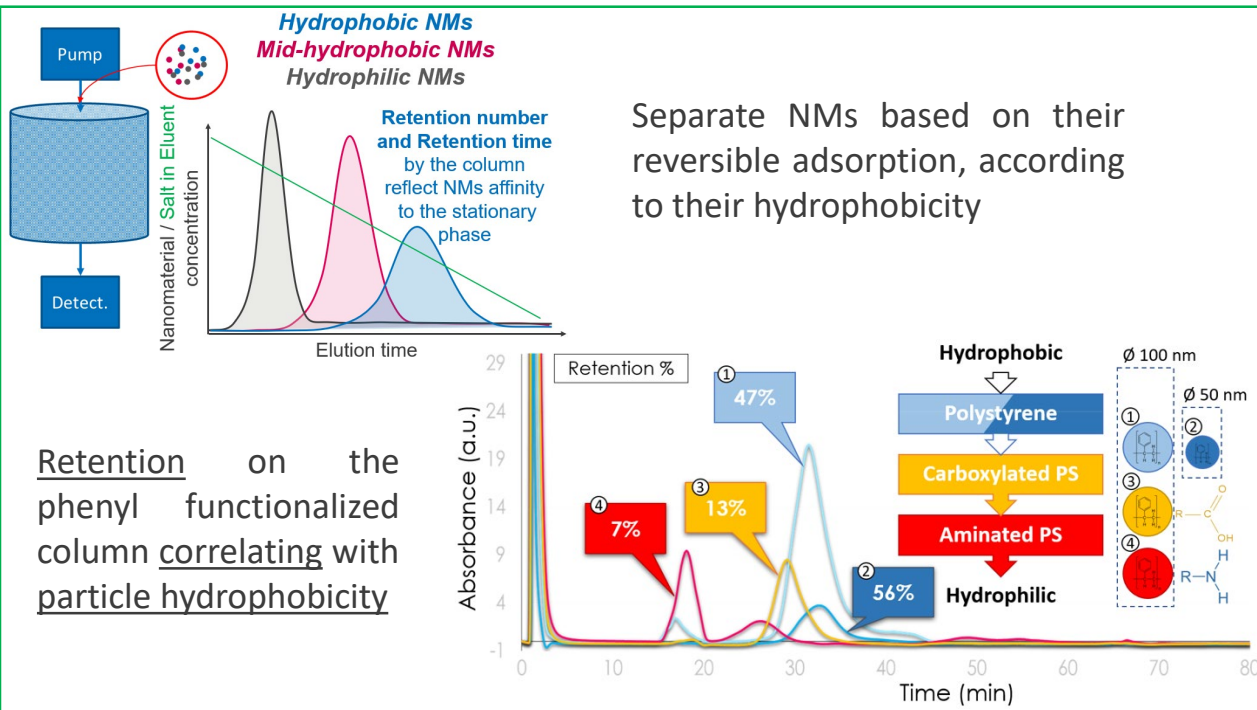 Pump
Detect.
Hydrophobic NMs
Mid-hydrophobic NMs
Hydrophilic NMs
Nanomaterial / Salt in Eluent
concentration
Retention number
and Retention time
by the column
reflect NMs affinity
to the stationary
phase
Elution time
Separate NMs based on their
reversible adsorption, according
to their hydrophobicity
Retention on the
phenyl functionalized
column correlating with
particle hydrophobicity
Absorbance (a.u.)
29
24
19
14
9
4
-1
Retention %
① 47%
④ 7%
③ 13%
② 56%
0 10 20 30 40 50 60 70 80
Time (min)
Hydrophobic
Polystyrene
Carboxylated PS
Aminated PS
Hydrophilic
Ø 100 nm
Ø 50 nm
①
②
③
R C O OH
④
R–N H H